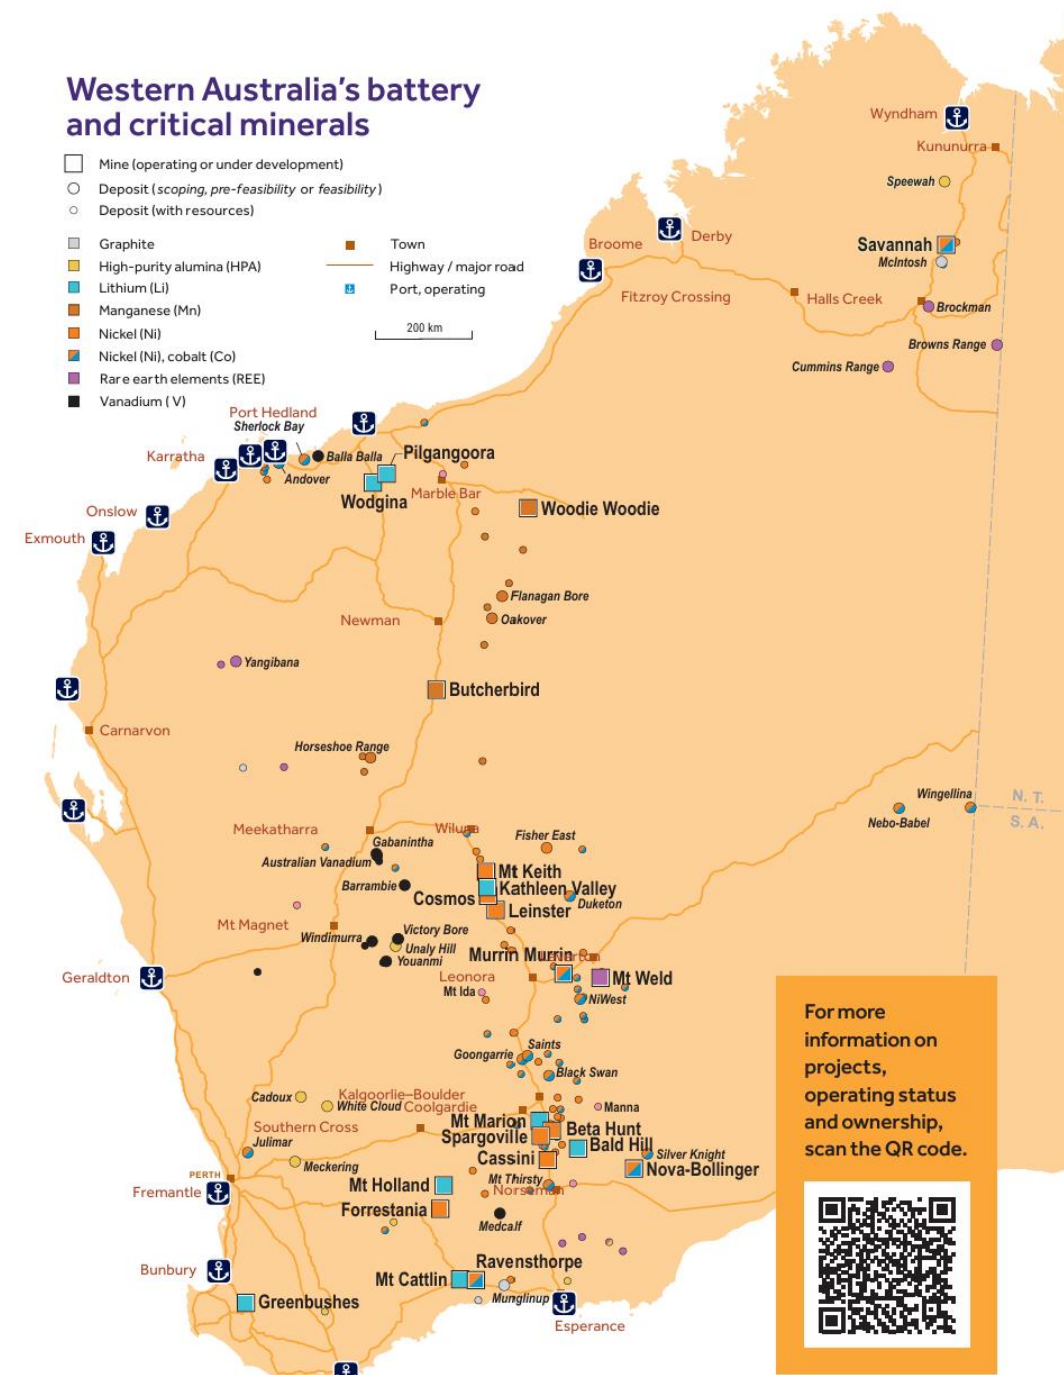 Western Australia's battery
and critical minerals
Mine (operating or under development)
Deposit (scoping, pre-feasibility or feasibility)
Deposit (with resources)
Graphite
High-purity alumina (HPA)
Lithium (Li)
Manganese (Mn)
Nickel (Ni)
Nickel (Ni), cobalt (Co)
Rare earth elements (REE)
Vanadium (V)
Town
Highway / major road
Port, operating
200 km
Wyndham
Kununurra
Speewah
Derby
Broome
Savannah
McIntosh
Fitzroy Crossing
Halls Creek
Brockman
Browns Range
Cummins Range
Port Hedland
Sherlock Bay
Karratha
Balla Balla
Pilgangoora
Andover
Marble Bar
Wodgina
Woodie Woodie
Onslow
Exmouth
Flanagan Bore
Newman
Oakover
Yangibana
Butcherbird
Carnarvon
Horseshoe Range
Wingellina
N. T.
Nebo-Babel
S. A.
Meekatharra
Wiluna
Fisher East
Gabanintha
Australian Vanadium
Mt Keith
Barrambie
Kathleen Valley
Cosmos
Duketon
Leinster
Mt Magnet
Victory Bore
Windimurra
Unaly Hill
Youanmi
Murrin Murrin
Laverton
Geraldton
Leonora
Mt Weld
Mt Ida
NiWest
Saints
Goongarrie
Black Swan
Cadoux
White Cloud
Kalgoorlie–Boulder
Coolgardie
Manna
Southern Cross
Mt Marion
Beta Hunt
Spargoville
Julimar
Bald Hill
Silver Knight
Cassini
Meckering
Nova-Bollinger
PERTH
Mt Thirsty
Fremantle
Mt Holland
Norseman
Forrestania
Medcalf
Bunbury
Ravensthorpe
Mt Cattlin
Greenbushes
Munglinup
Esperance
For more
information on
projects,
operating status
and ownership,
scan the QR code.